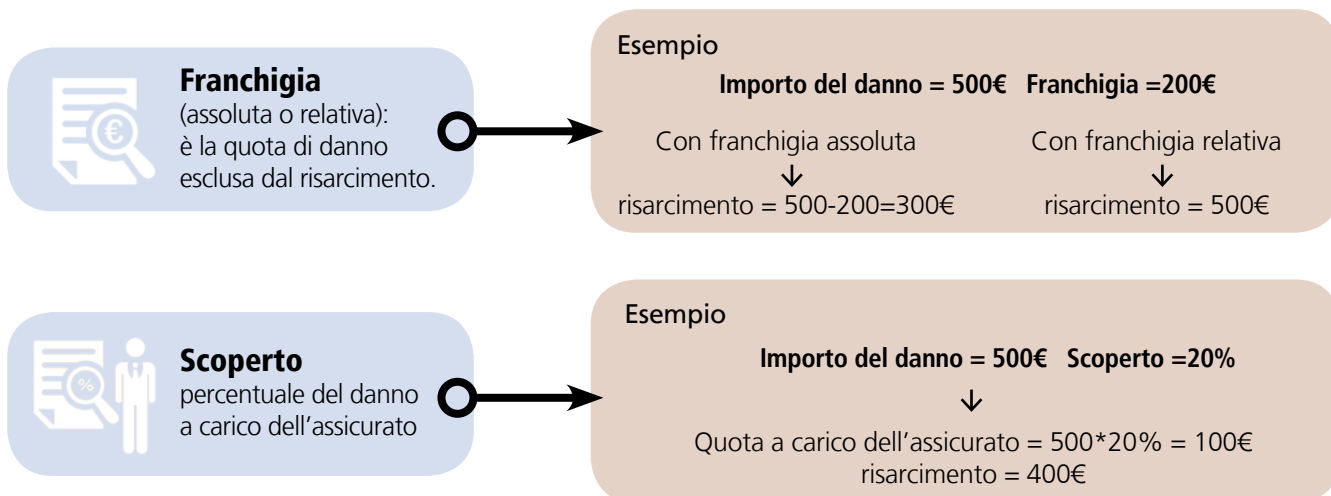 Franchigia
(assoluta o relativa):
è la quota di danno
esclusa dal risarcimento.
Esempio
Importo del danno = 500€ Franchigia =200€
Con franchigia assoluta
↓
risarcimento = 500-200=300€
Con franchigia relativa
↓
risarcimento = 500€
Scoperto
percentuale del danno
a carico dell’assicurato
Esempio
Importo del danno = 500€ Scoperto =20%
↓
Quota a carico dell’assicurato = 500*20% = 100€
risarcimento = 400€